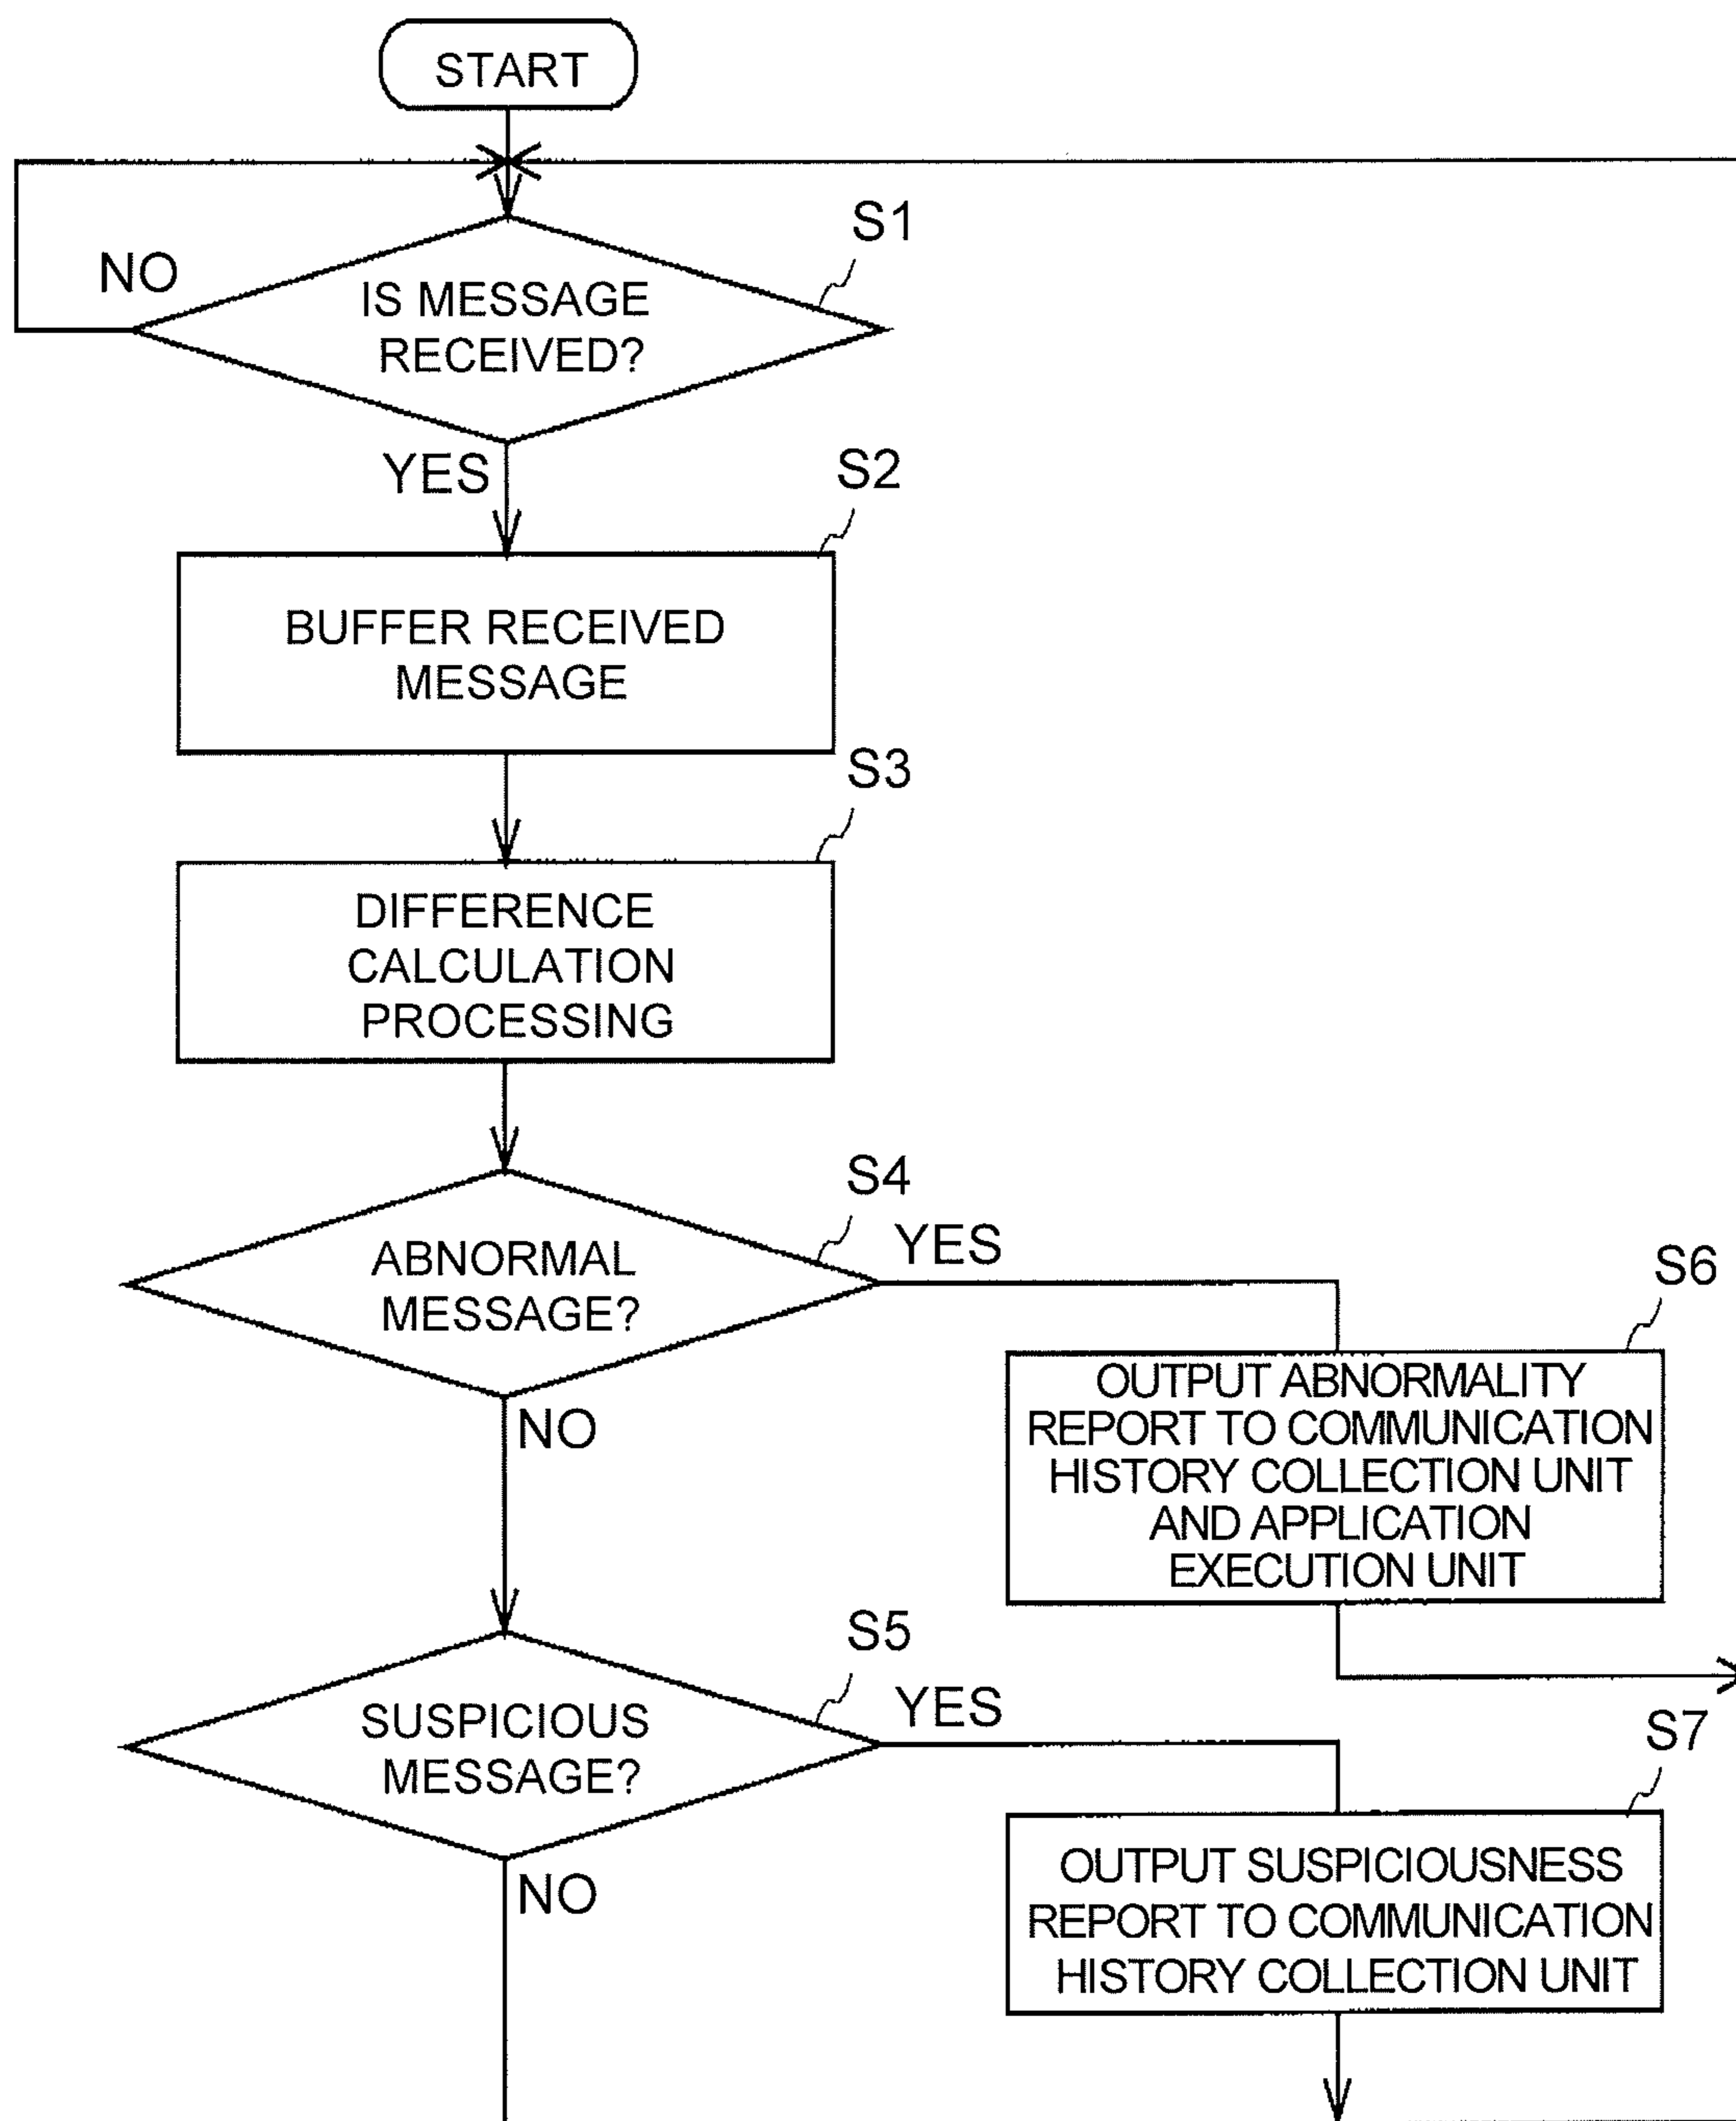 START
S1
NO
IS MESSAGE
RECEIVED?
YES
S2
BUFFER RECEIVED
MESSAGE
S3
DIFFERENCE
CALCULATION
PROCESSING
S4
YES
ABNORMAL
MESSAGE?
S6
OUTPUT ABNORMALITY
REPORT TO COMMUNICATION
HISTORY COLLECTION UNIT
AND APPLICATION
EXECUTION UNIT
NO
S5
YES
SUSPICIOUS
MESSAGE?
S7
OUTPUT SUSPICIOUSNESS
REPORT TO COMMUNICATION
HISTORY COLLECTION UNIT
NO